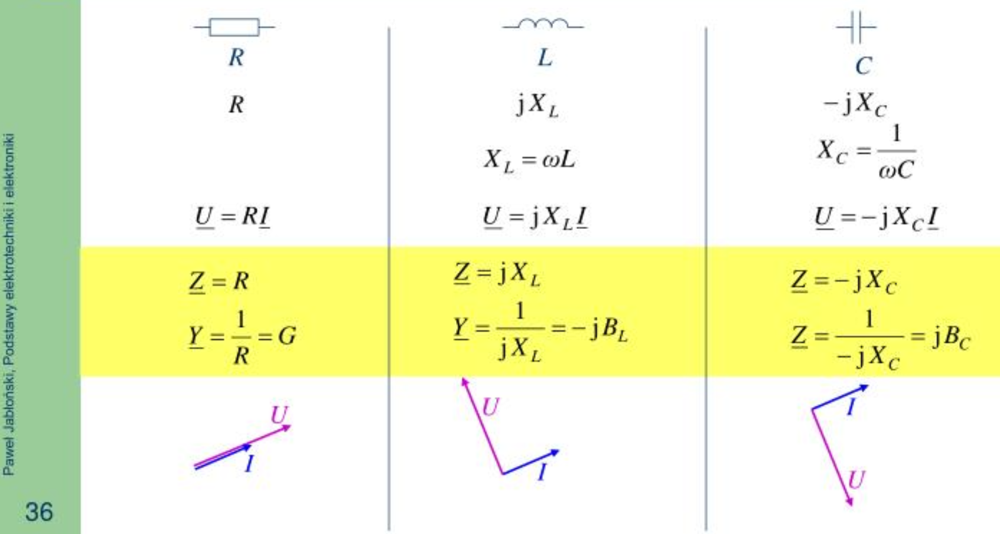 Paweł Jabłoński, Podstawy elektrotechniki i elektroniki
36
R
R
U = RI
Z = R
Y = 1/R = G
U
I
L
jX_L
X_L = ωL
U = jX_L I
Z = jX_L
Y = 1/(jX_L) = -jB_L
U
I
C
-jX_C
X_C = 1/(ωC)
U = -jX_C I
Z = -jX_C
Z = 1/(-jX_C) = jB_C
I
U